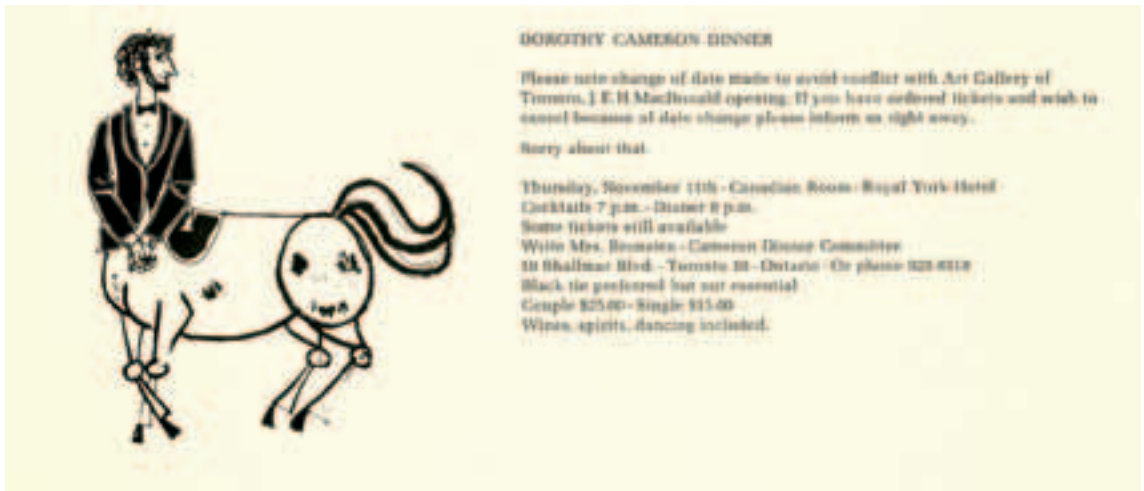 DOROTHY CAMERON DINNER
Please note change of date made to avoid conflict with Art Gallery of
Toronto, J.E.H. MacDonald opening. If you have ordered tickets and wish to
cancel because of date change please inform us right away.
Sorry about that.
Thursday, November 11th - Canadian Room - Royal York Hotel
Cocktails 7 p.m. - Dinner 8 p.m.
Some tickets still available
Write Mrs. - Cameron Dinner Committee
Shallmar Blvd. - Toronto - Ontario - Or phone
Black tie preferred but not essential
Couple $25.00 - Single $15.00
Wines, spirits, dancing included.